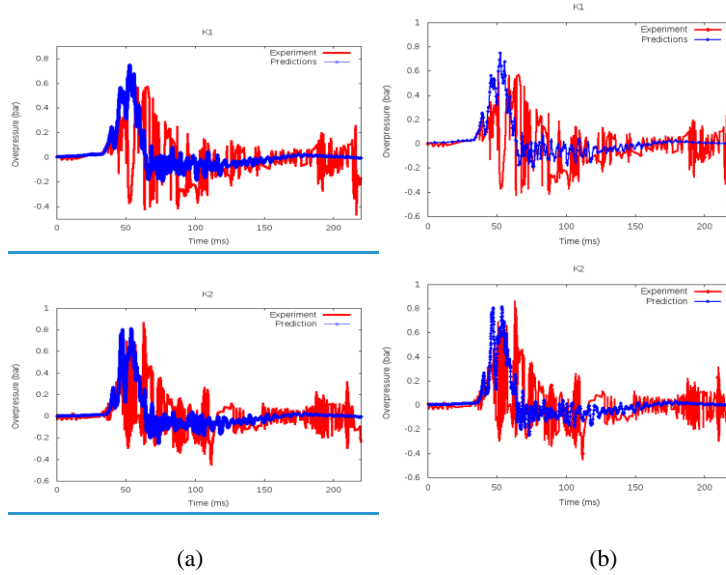 K1
Experiment
Predictions
Overpressure (bar)
0.8
0.6
0.4
0.2
0
-0.2
-0.4
0
50
100
150
200
Time (ms)
K1
Experiment
Predictions
Overpressure (bar)
1
0.8
0.6
0.4
0.2
0
-0.2
-0.4
0.6
0
50
100
150
200
Time (ms)
K2
Experiment
Prediction
Overpressure (bar)
1
0.8
0.6
0.4
0.2
0
-0.2
-0.4
-0.6
0
50
100
150
200
Time (ms)
K2
Experiment
Prediction
Overpressure (bar)
1
0.8
0.6
0.4
0.2
0
-0.2
-0.4
-0.6
0
50
100
150
200
Time (ms)
(a)
(b)